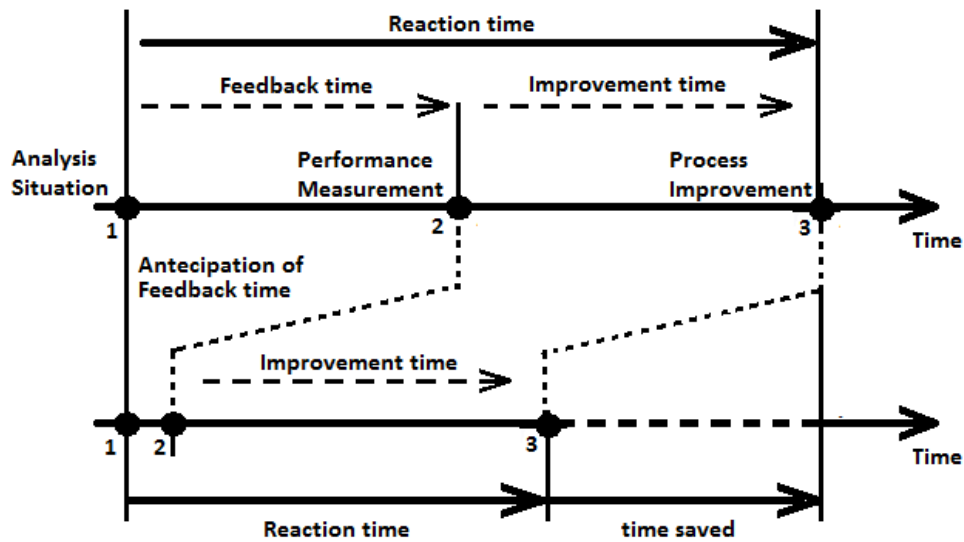 Reaction time
Feedback time
Improvement time
Analysis
Situation
Performance
Measurement
Process
Improvement
1
2
3
Time
Antecipation of
Feedback time
Improvement time
1
2
3
Time
Reaction time
time saved